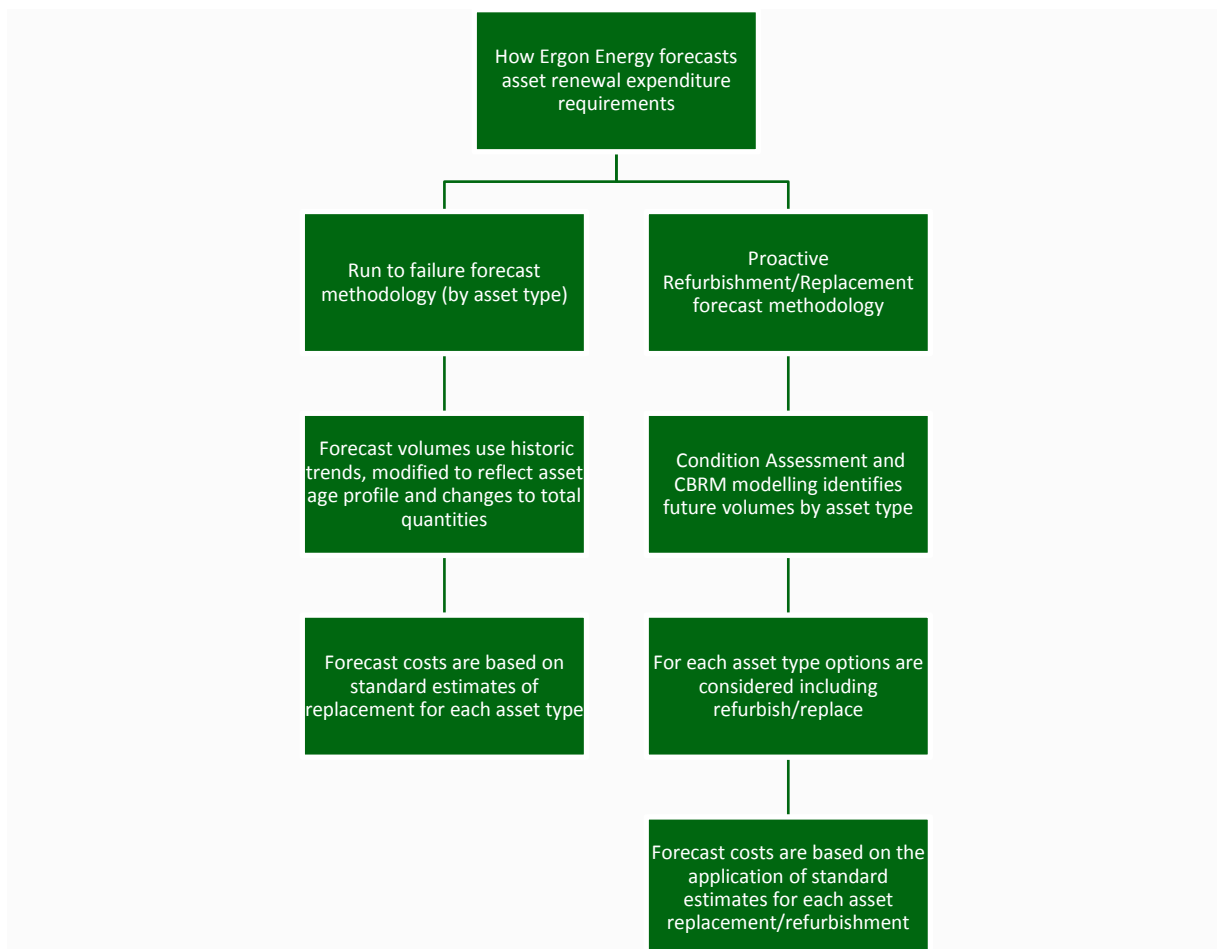 How Ergon Energy forecasts
asset renewal expenditure
requirements
Run to failure forecast
methodology (by asset type)
Proactive
Refurbishment/Replacement
forecast methodology
Forecast volumes use historic
trends, modified to reflect asset
age profile and changes to total
quantities
Condition Assessment and
CBRM modelling identifies
future volumes by asset type
Forecast costs are based on
standard estimates of
replacement for each asset type
For each asset type options are
considered including
refurbish/replace
Forecast costs are based on the
application of standard
estimates for each asset
replacement/refurbishment